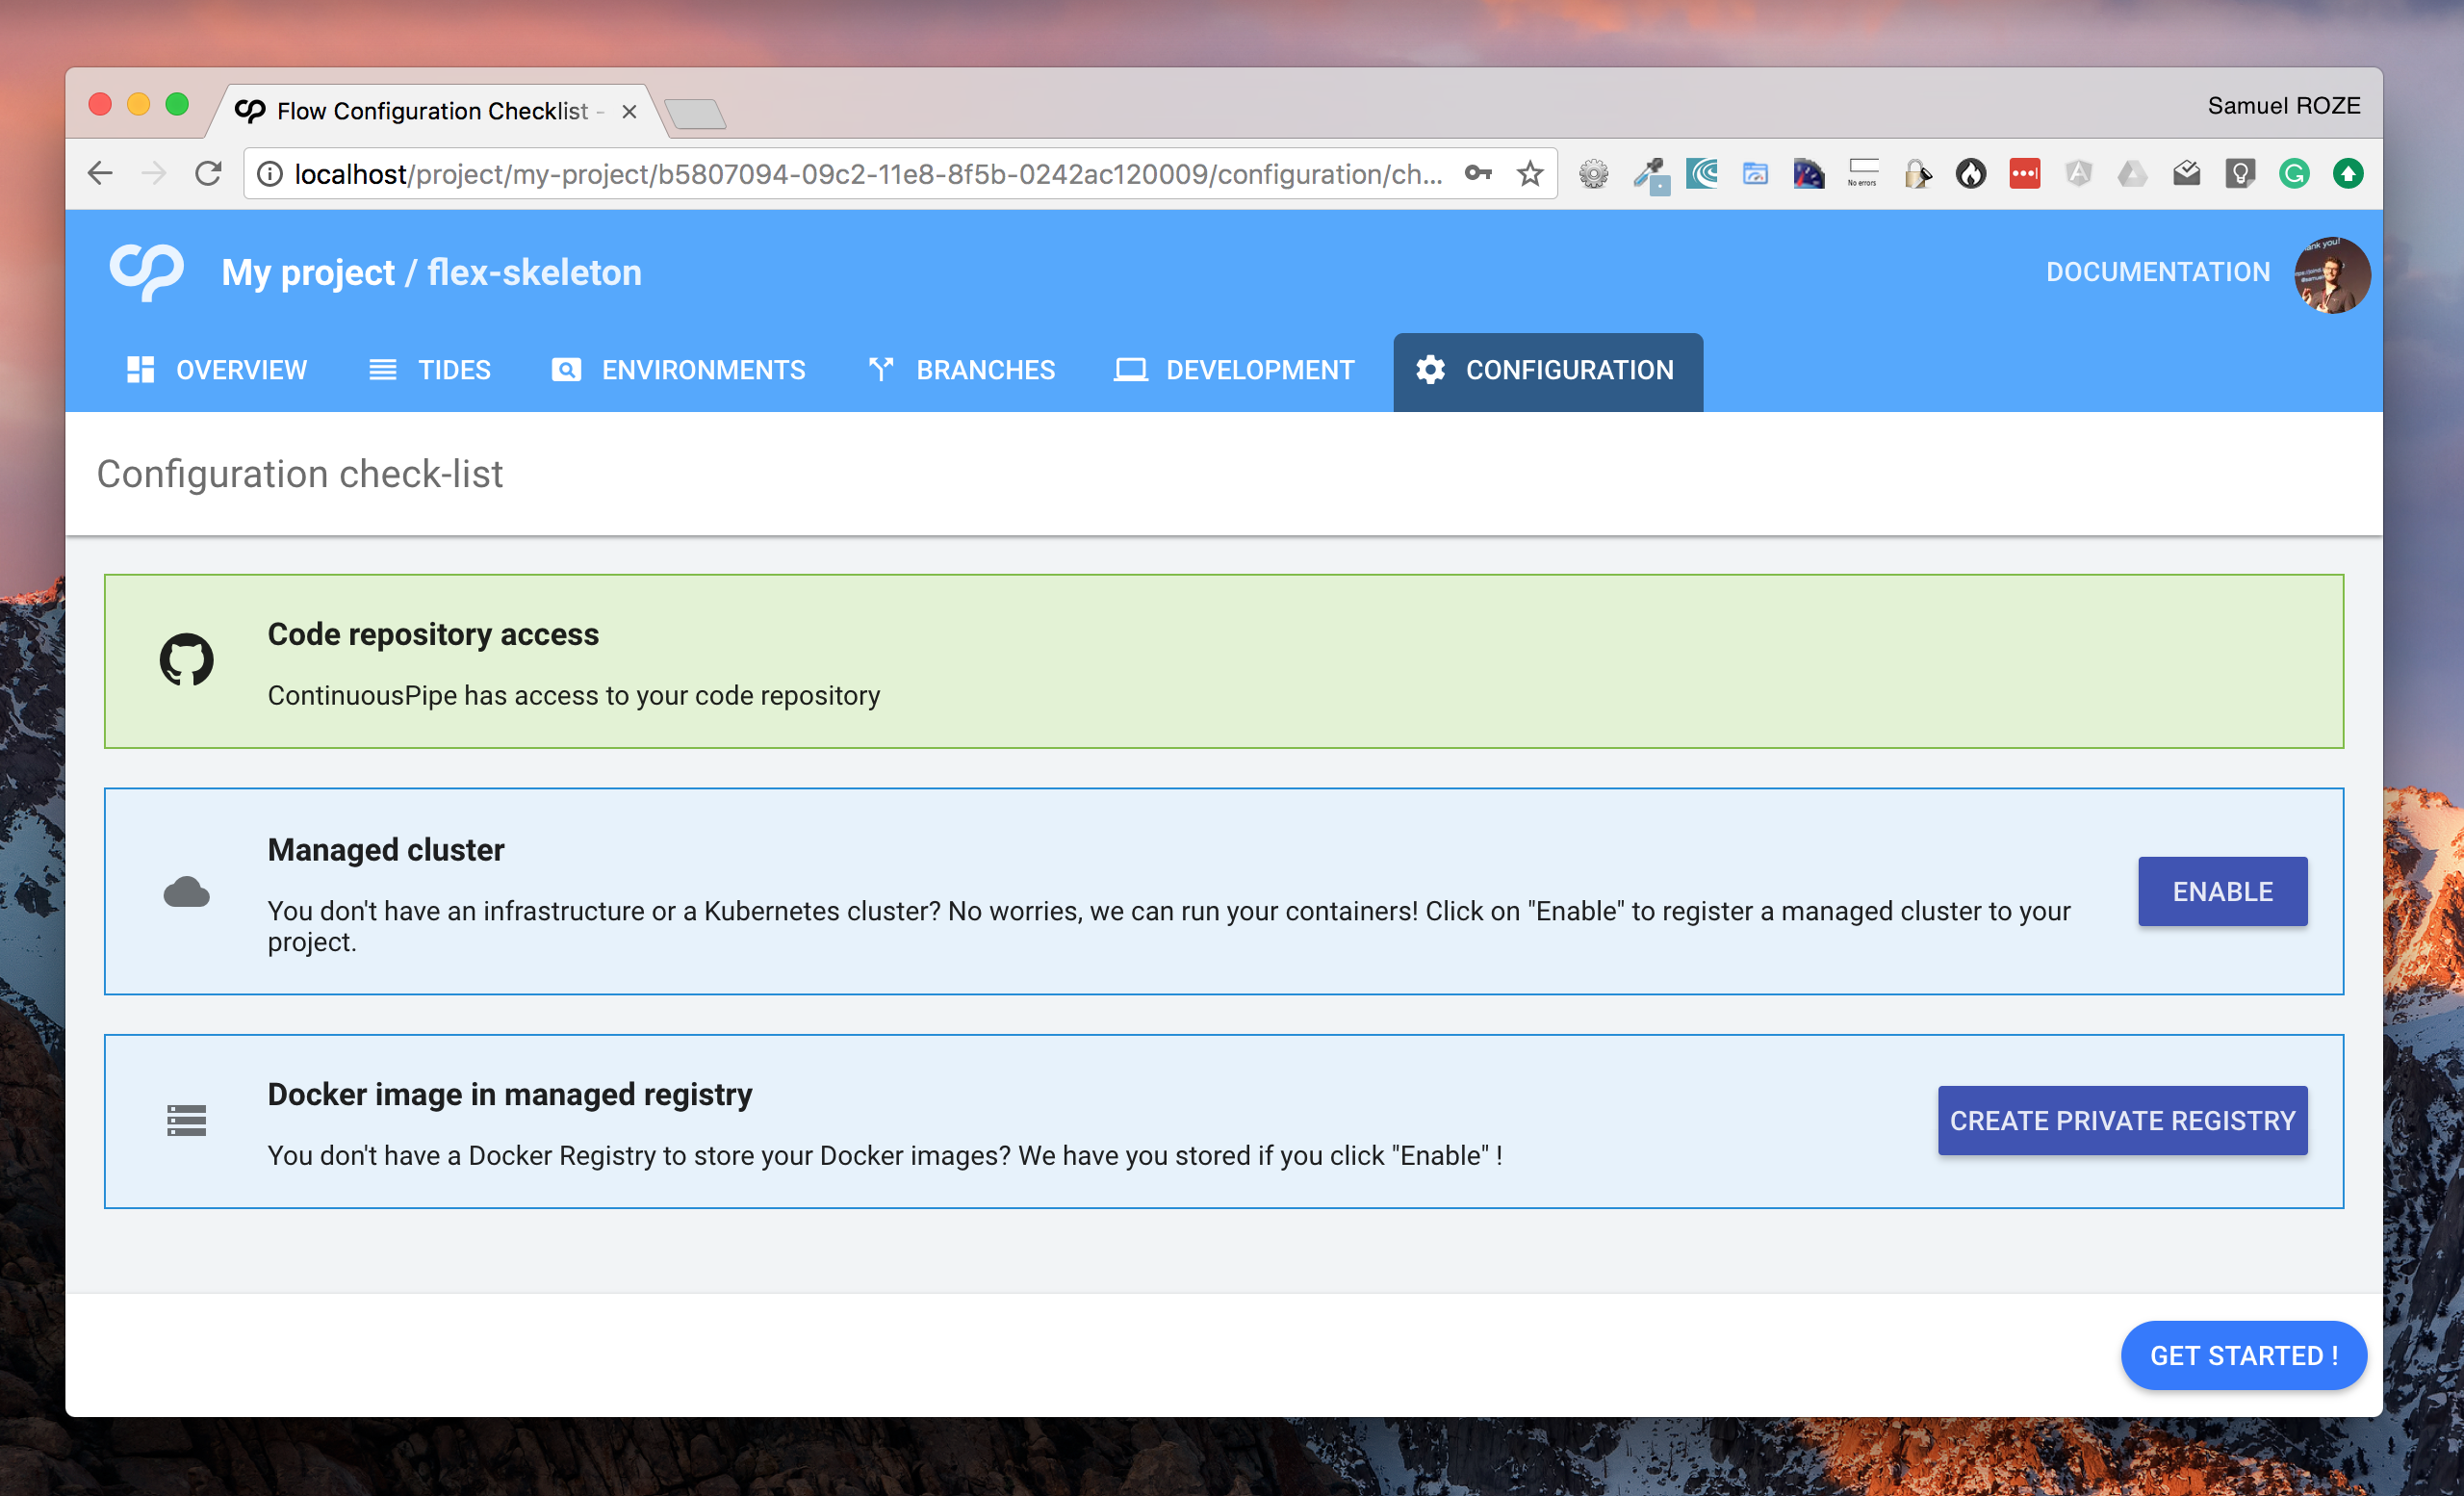 Flow Configuration Checklist -
Samuel ROZE
localhost/project/my-project/b5807094-09c2-11e8-8f5b-0242ac120009/configuration/ch...
No errors
My project / flex-skeleton
DOCUMENTATION
OVERVIEW
TIDES
ENVIRONMENTS
BRANCHES
DEVELOPMENT
CONFIGURATION
Configuration check-list
Code repository access
ContinuousPipe has access to your code repository
Managed cluster
You don't have an infrastructure or a Kubernetes cluster? No worries, we can run your containers! Click on "Enable" to register a managed cluster to your
project.
ENABLE
Docker image in managed registry
You don't have a Docker Registry to store your Docker images? We have you stored if you click "Enable" !
CREATE PRIVATE REGISTRY
GET STARTED !